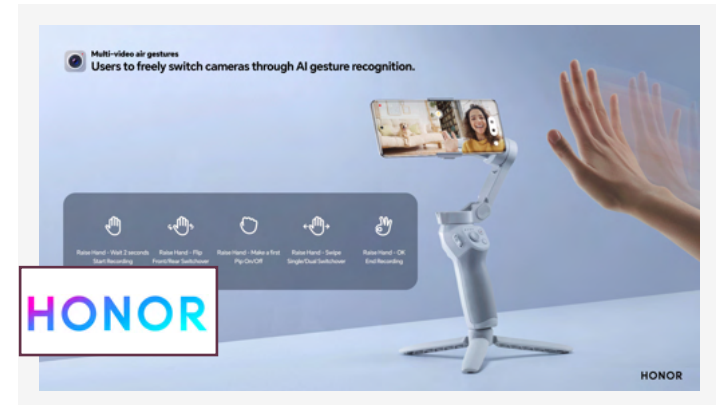 Multi-video air gestures
Users to freely switch cameras through AI gesture recognition.
Raise Hand - Wait 2 seconds
Start Recording
Raise Hand - Flip
Front/Rear Switchover
Raise Hand - Make a first
Pip On/Off
Raise Hand - Swipe
Single/Dual Switchover
Raise Hand - OK
End Recording
HONOR
HONOR